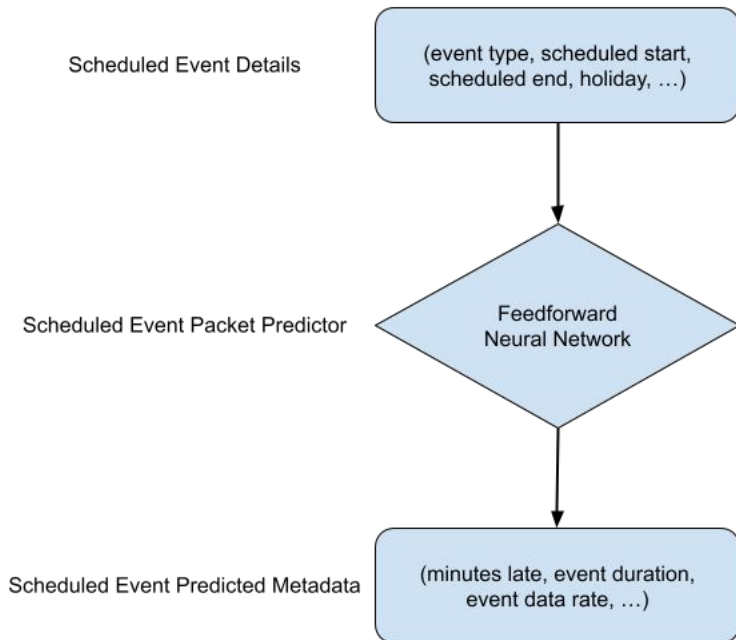 Scheduled Event Details
(event type, scheduled start,
scheduled end, holiday, …)
Scheduled Event Packet Predictor
Feedforward
Neural Network
Scheduled Event Predicted Metadata
(minutes late, event duration,
event data rate, …)